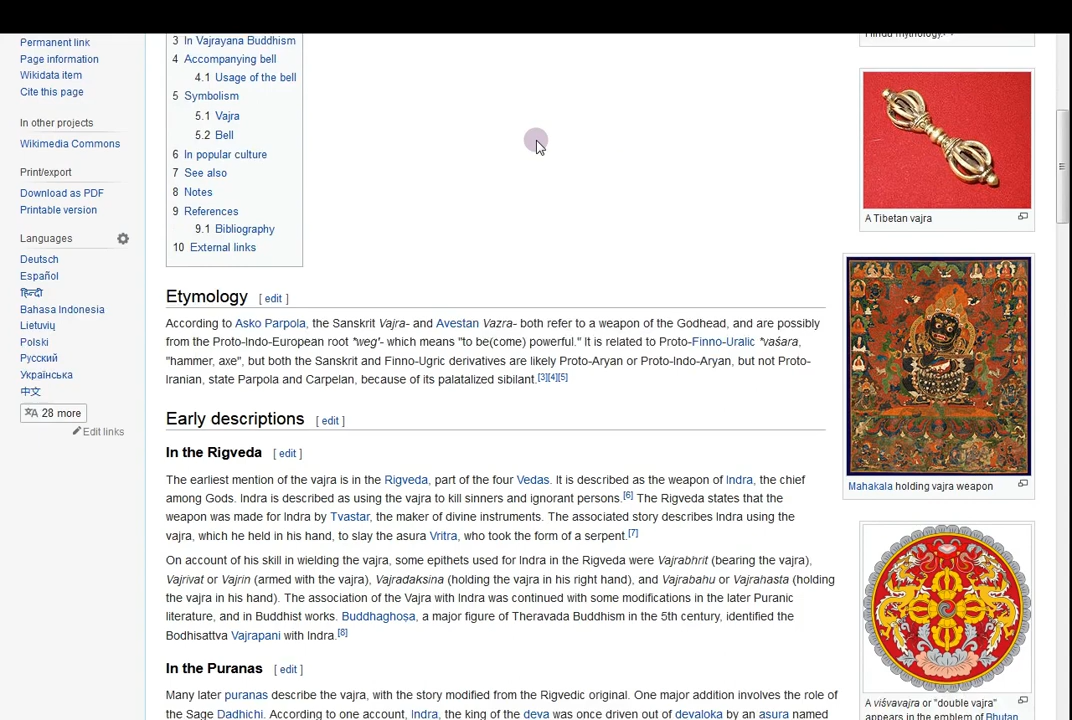 Permanent link
Page information
Wikidata item
Cite this page
In other projects
Wikimedia Commons
Print/export
Download as PDF
Printable version
Languages
Deutsch
Español
हिन्दी
Bahasa Indonesia
Lietuvių
Polski
Русский
Українська
中文
28 more
Edit links
3 In Vajrayana Buddhism
4 Accompanying bell
4.1 Usage of the bell
5 Symbolism
5.1 Vajra
5.2 Bell
6 In popular culture
7 See also
8 Notes
9 References
9.1 Bibliography
10 External links
Etymology [ edit ]
According to Asko Parpola, the Sanskrit Vajra- and Avestan Vazra- both refer to a weapon of the Godhead, and are possibly
from the Proto-Indo-European root *weg'- which means "to be(come) powerful." It is related to Proto-Finno-Uralic *vaśara,
"hammer, axe", but both the Sanskrit and Finno-Ugric derivatives are likely Proto-Aryan or Proto-Indo-Aryan, but not Proto-
Iranian, state Parpola and Carpelan, because of its palatalized sibilant.[3][4][5]
Early descriptions [ edit ]
In the Rigveda [ edit ]
The earliest mention of the vajra is in the Rigveda, part of the four Vedas. It is described as the weapon of Indra, the chief
among Gods. Indra is described as using the vajra to kill sinners and ignorant persons.[6] The Rigveda states that the
weapon was made for Indra by Tvastar, the maker of divine instruments. The associated story describes Indra using the
vajra, which he held in his hand, to slay the asura Vritra, who took the form of a serpent.[7]
On account of his skill in wielding the vajra, some epithets used for Indra in the Rigveda were Vajrabhrit (bearing the vajra),
Vajrivat or Vajrin (armed with the vajra), Vajradaksina (holding the vajra in his right hand), and Vajrabahu or Vajrahasta (holding
the vajra in his hand). The association of the Vajra with Indra was continued with some modifications in the later Puranic
literature, and in Buddhist works. Buddhaghoṣa, a major figure of Theravada Buddhism in the 5th century, identified the
Bodhisattva Vajrapani with Indra.[8]
In the Puranas [ edit ]
Many later puranas describe the vajra, with the story modified from the Rigvedic original. One major addition involves the role of
the Sage Dadhichi. According to one account, Indra, the king of the deva was once driven out of devaloka by an asura named
Hindu mythology.
A Tibetan vajra
Mahakala holding vajra weapon
A viśvavajra or "double vajra"
appears in the emblem of Bhutan